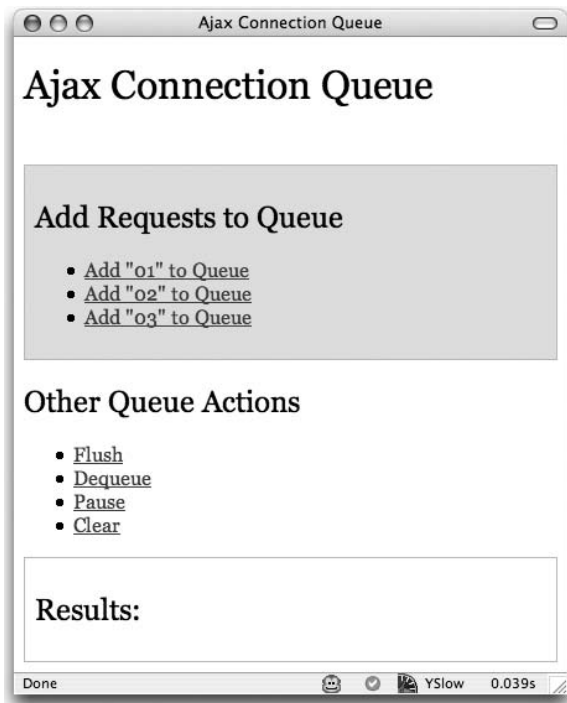 Ajax Connection Queue
Ajax Connection Queue
Add Requests to Queue
Add "01" to Queue
Add "02" to Queue
Add "03" to Queue
Other Queue Actions
Flush
Dequeue
Pause
Clear
Results:
Done YSlow 0.039s